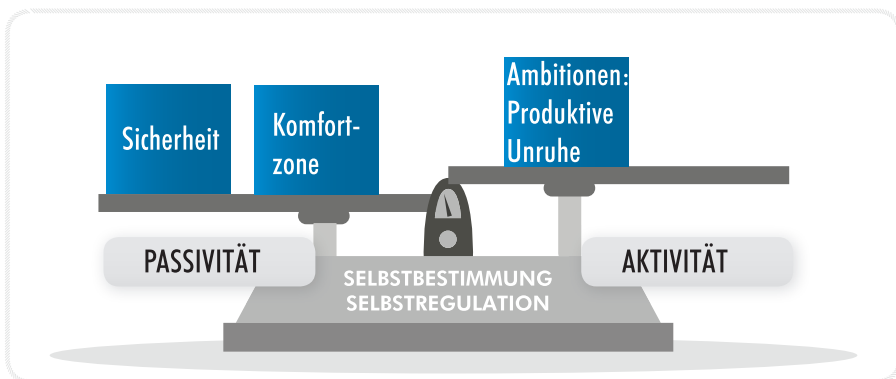 Sicherheit
Komfort-
zone
Ambitionen:
Produktive
Unruhe
PASSIVITÄT
AKTIVITÄT
SELBSTBESTIMMUNG
SELBSTREGULATION